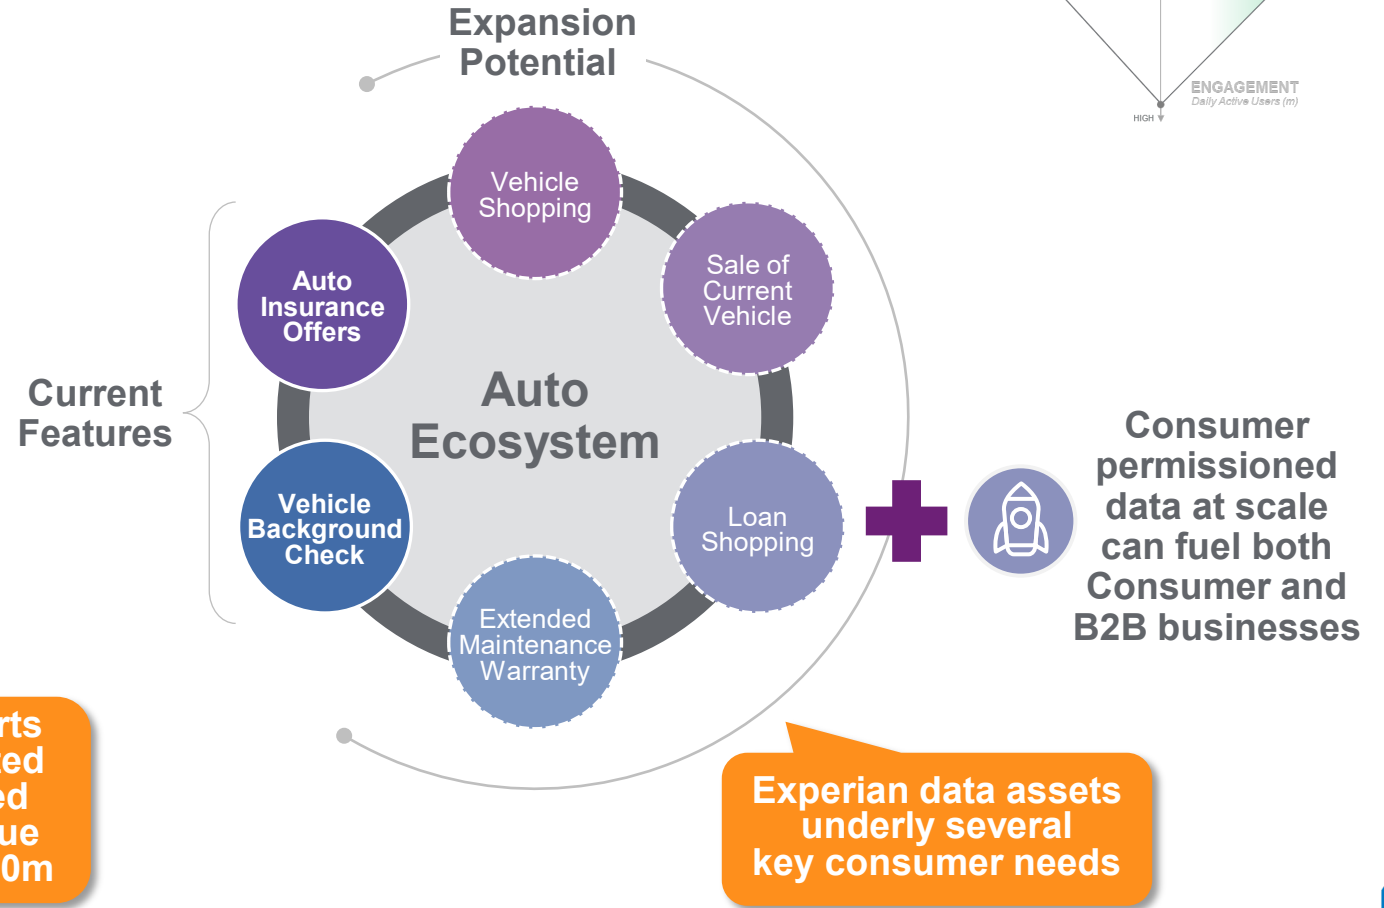 Expansion
Potential
ENGAGEMENT
Daily Active Users (m)
HIGH
Vehicle
Shopping
Sale of
Current
Vehicle
Auto
Insurance
Offers
Current
Features
Auto
Ecosystem
Vehicle
Background
Check
Loan
Shopping
Extended
Maintenance
Warranty
Consumer
permissioned
data at scale
can fuel both
Consumer and
B2B businesses
rts
ted
ed
ue
0m
Experian data assets
underly several
key consumer needs